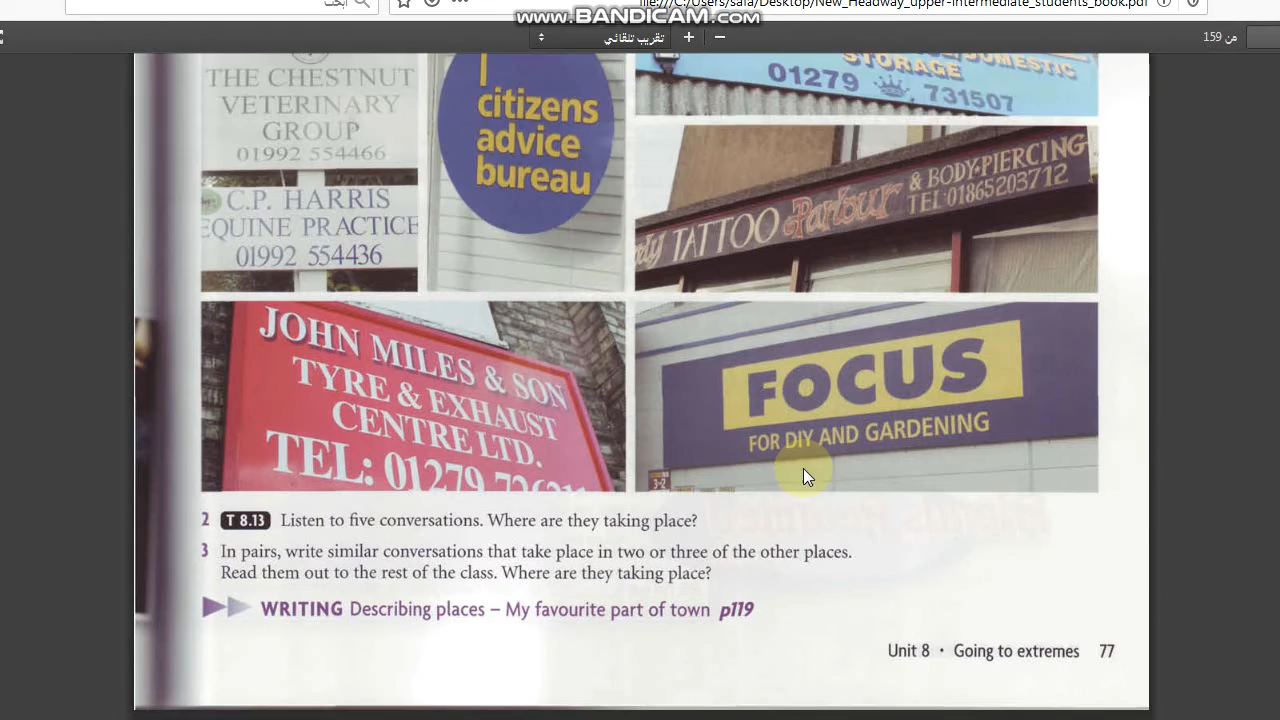 www.BANDICAM.com
ابحث
file:///C:/Users/safa/Desktop/New_Headway_upper-intermediate_students_book.pdf
تقريب تلقائي
من 159
THE CHESTNUT
VETERINARY
GROUP
01992 554466
C.P. HARRIS
EQUINE PRACTICE
01992 554436
citizens
advice
bureau
DOMESTIC
STORAGE
01279 731507
TATTOO Parlour & BODY-PIERCING
TEL:01865203712
JOHN MILES & SON
TYRE & EXHAUST
CENTRE LTD.
TEL: 01279
FOCUS
FOR DIY AND GARDENING
3-2
2 T 8.13 Listen to five conversations. Where are they taking place?
3 In pairs, write similar conversations that take place in two or three of the other places.
Read them out to the rest of the class. Where are they taking place?
WRITING Describing places – My favourite part of town p119
Unit 8 • Going to extremes 77